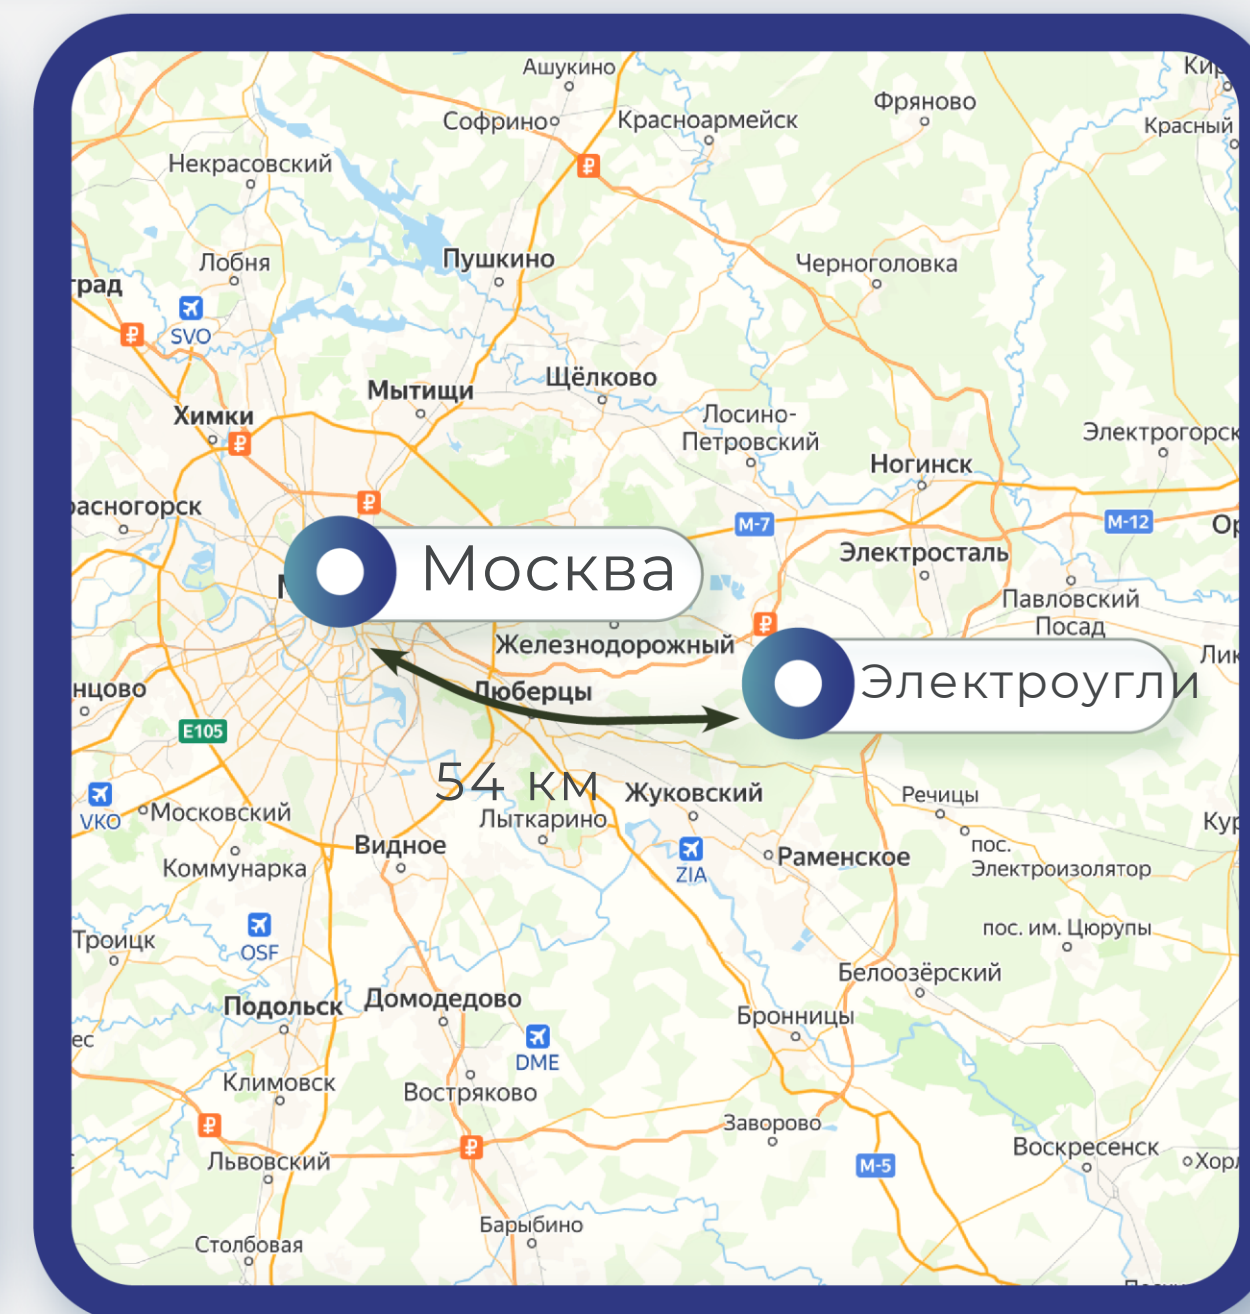 Ашукино
Софрино
Красноармейск
Фряново
Красный
Некрасовский
Лобня
Пушкино
Черноголовка
град
SVO
Мытищи
Щёлково
Химки
Лосино-
Петровский
Ногинск
Электрогорск
расногорск
М-7
М-12
Москва
Электросталь
Павловский
Посад
Железнодорожный
Люберцы
Электроугли
нцово
E105
54 км
VKO
Московский
Лыткарино
Жуковский
Речицы
Видное
Коммунарка
ZIA
Раменское
пос.
Электроизолятор
OSF
Троицк
пос. им. Цюрупы
Белоозёрский
Подольск
Домодедово
Бронницы
ес
DME
Климовск
Востряково
Заворово
Воскресенск
Львовский
М-5
Хорл
Барыбино
Столбовая